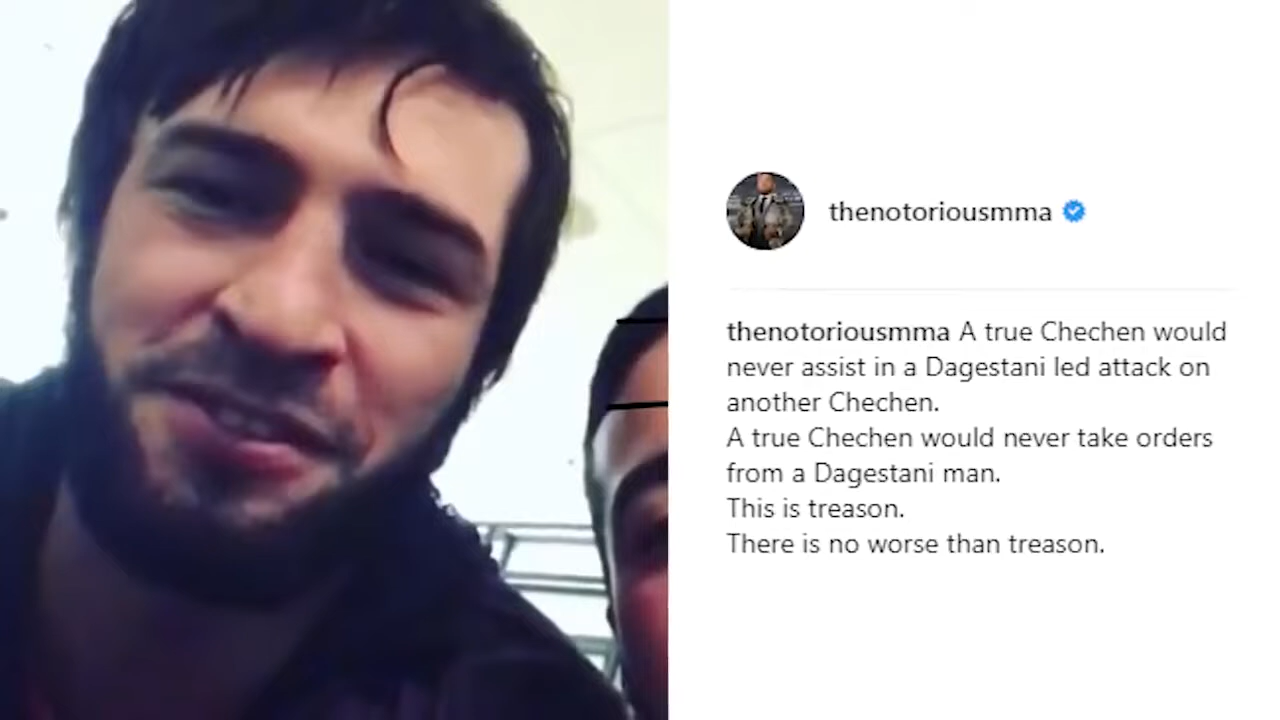 thenotoriousmma
thenotoriousmma A true Chechen would
never assist in a Dagestani led attack on
another Chechen.
A true Chechen would never take orders
from a Dagestani man.
This is treason.
There is no worse than treason.